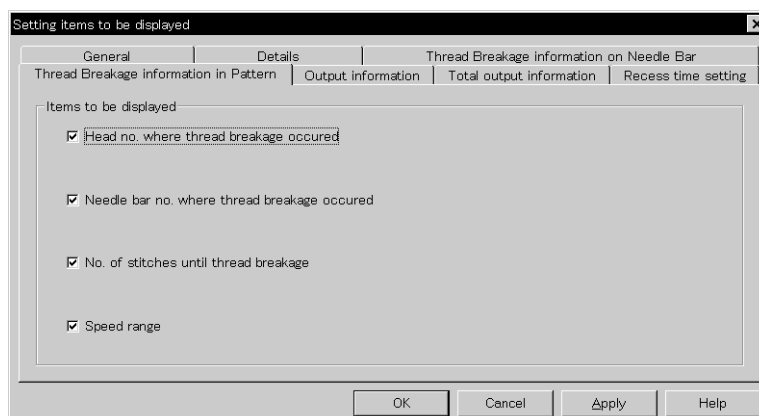 Setting items to be displayed
General
Details
Thread Breakage information on Needle Bar
Thread Breakage information in Pattern
Output information
Total output information
Recess time setting
Items to be displayed
Head no. where thread breakage occured
Needle bar no. where thread breakage occured
No. of stitches until thread breakage
Speed range
OK
Cancel
Apply
Help